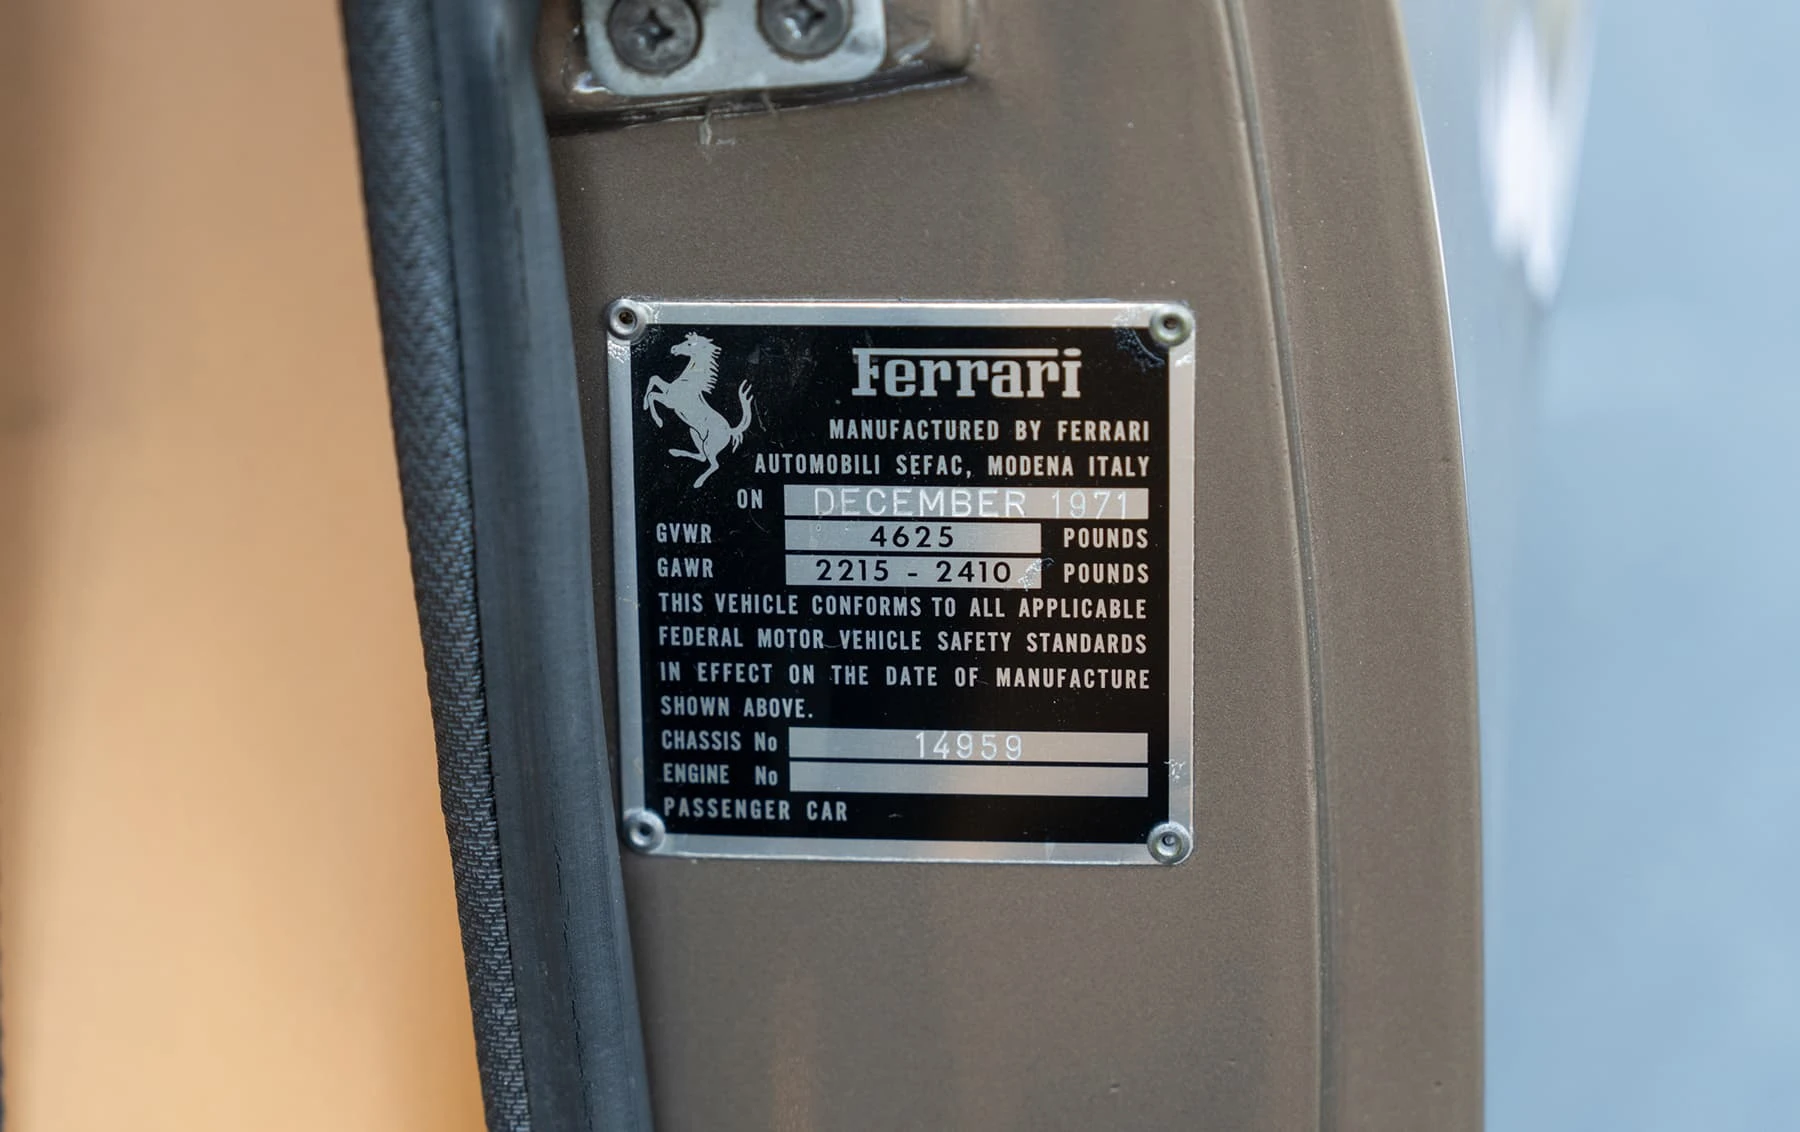 Ferrari
MANUFACTURED BY FERRARI
AUTOMOBILI SEFAC, MODENA ITALY
ON DECEMBER 1971
GVWR 4625 POUNDS
GAWR 2215 - 2410 POUNDS
THIS VEHICLE CONFORMS TO ALL APPLICABLE
FEDERAL MOTOR VEHICLE SAFETY STANDARDS
IN EFFECT ON THE DATE OF MANUFACTURE
SHOWN ABOVE.
CHASSIS No 14959
ENGINE No
PASSENGER CAR